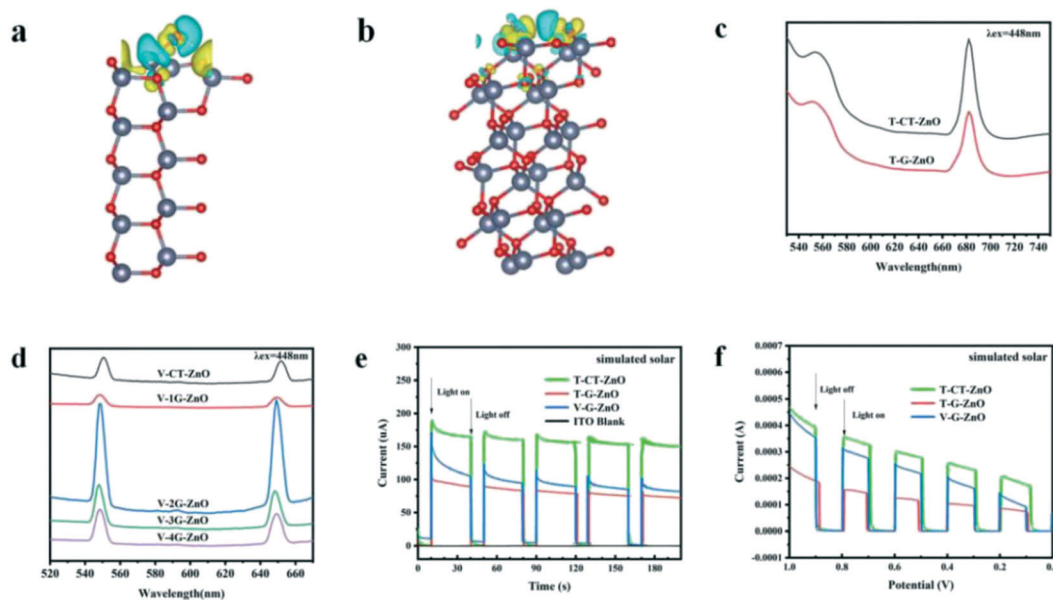 a
b
c
λex=448nm
T-CT-ZnO
T-G-ZnO
530 540 560 580 600 620 640 660 680 700 720 740
Wavelength(nm)
d
λex=448nm
V-CT-ZnO
V-1G-ZnO
V-2G-ZnO
V-3G-ZnO
V-4G-ZnO
520 540 560 580 600 620 640 660
Wavelength(nm)
e
simulated solar
300
250
200
150
100
50
0
Current (uA)
T-CT-ZnO
T-G-ZnO
V-G-ZnO
ITO Blank
Light on
Light off
0 30 60 90 120 150 180
Time (s)
f
simulated solar
0.0007
0.0006
0.0005
0.0004
0.0003
0.0002
0.0001
0.0000
-0.0001
Current (A)
T-CT-ZnO
T-G-ZnO
V-G-ZnO
Light off
Light on
1.0 0.8 0.6 0.4 0.2
Potential (V)